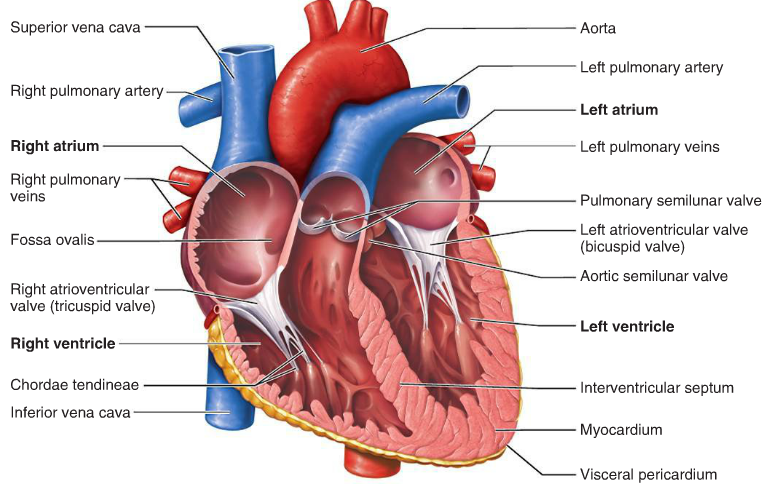 Superior vena cava
Right pulmonary artery
Right atrium
Right pulmonary
veins
Fossa ovalis
Right atrioventricular
valve (tricuspid valve)
Right ventricle
Chordae tendineae
Inferior vena cava
Aorta
Left pulmonary artery
Left atrium
Left pulmonary veins
Pulmonary semilunar valve
Left atrioventricular valve
(bicuspid valve)
Aortic semilunar valve
Left ventricle
Interventricular septum
Myocardium
Visceral pericardium